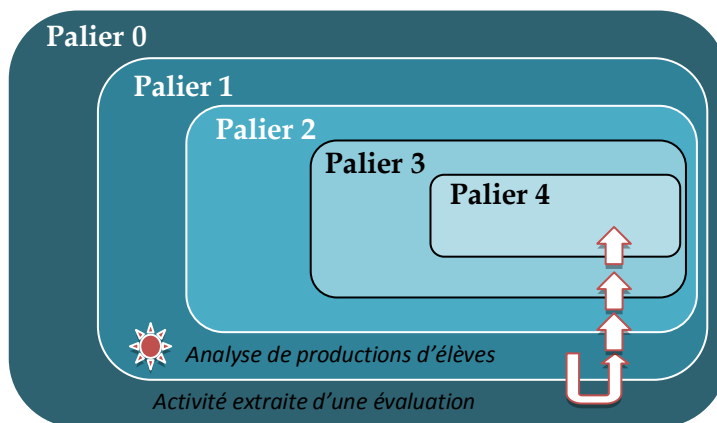 Palier 0
Palier 1
Palier 2
Palier 3
Palier 4
Analyse de productions d’élèves
Activité extraite d’une évaluation